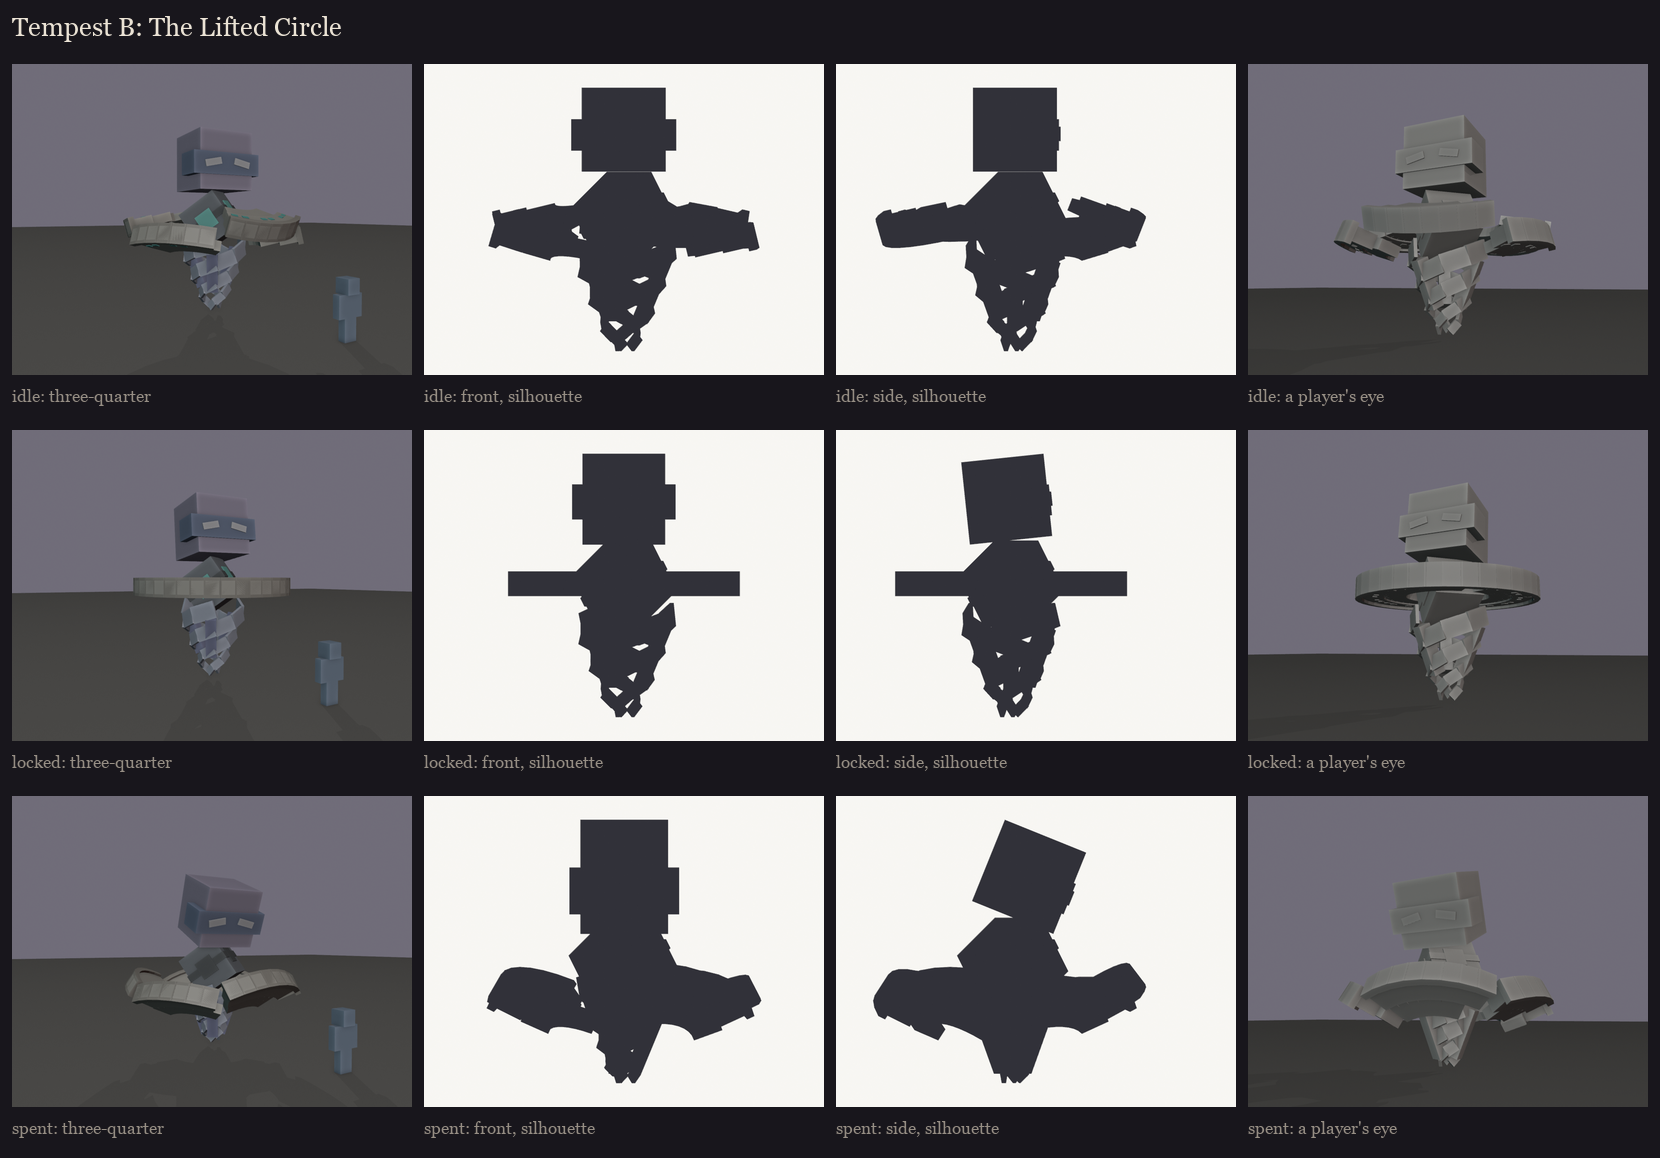 Tempest B: The Lifted Circle
idle: three-quarter
idle: front, silhouette
idle: side, silhouette
idle: a player's eye
locked: three-quarter
locked: front, silhouette
locked: side, silhouette
locked: a player's eye
spent: three-quarter
spent: front, silhouette
spent: side, silhouette
spent: a player's eye